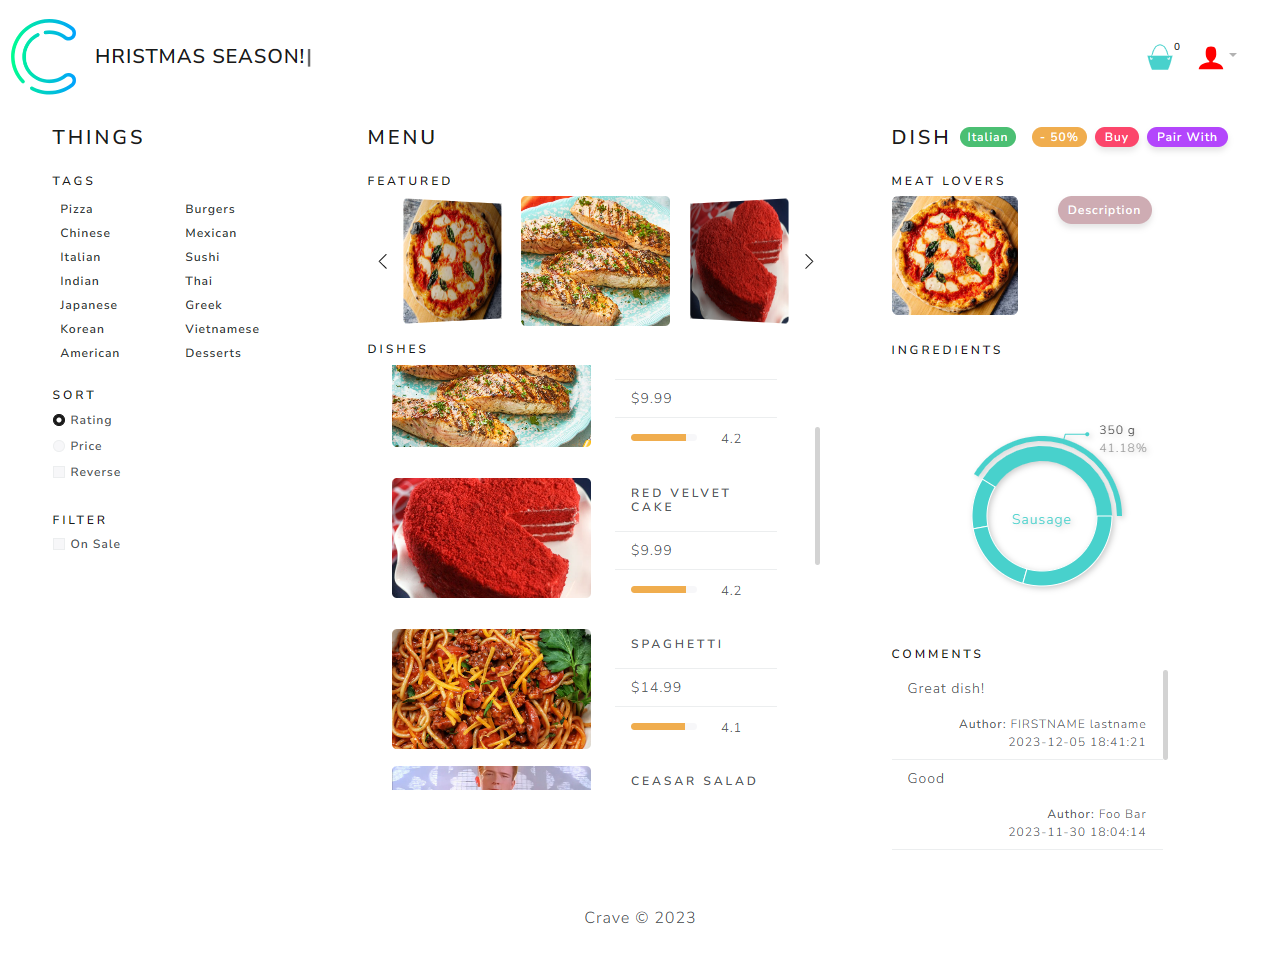 HRISTMAS SEASON!|
0
THINGS
TAGS
Pizza
Burgers
Chinese
Mexican
Italian
Sushi
Indian
Thai
Japanese
Greek
Korean
Vietnamese
American
Desserts
SORT
Rating
Price
Reverse
FILTER
On Sale
MENU
FEATURED
DISHES
$9.99
4.2
RED VELVET
CAKE
$9.99
4.2
SPAGHETTI
$14.99
4.1
CEASAR SALAD
DISH
Italian
- 50%
Buy
Pair With
MEAT LOVERS
Description
INGREDIENTS
350 g
41.18%
Sausage
COMMENTS
Great dish!
Author: FIRSTNAME lastname
2023-12-05 18:41:21
Good
Author: Foo Bar
2023-11-30 18:04:14
Crave © 2023